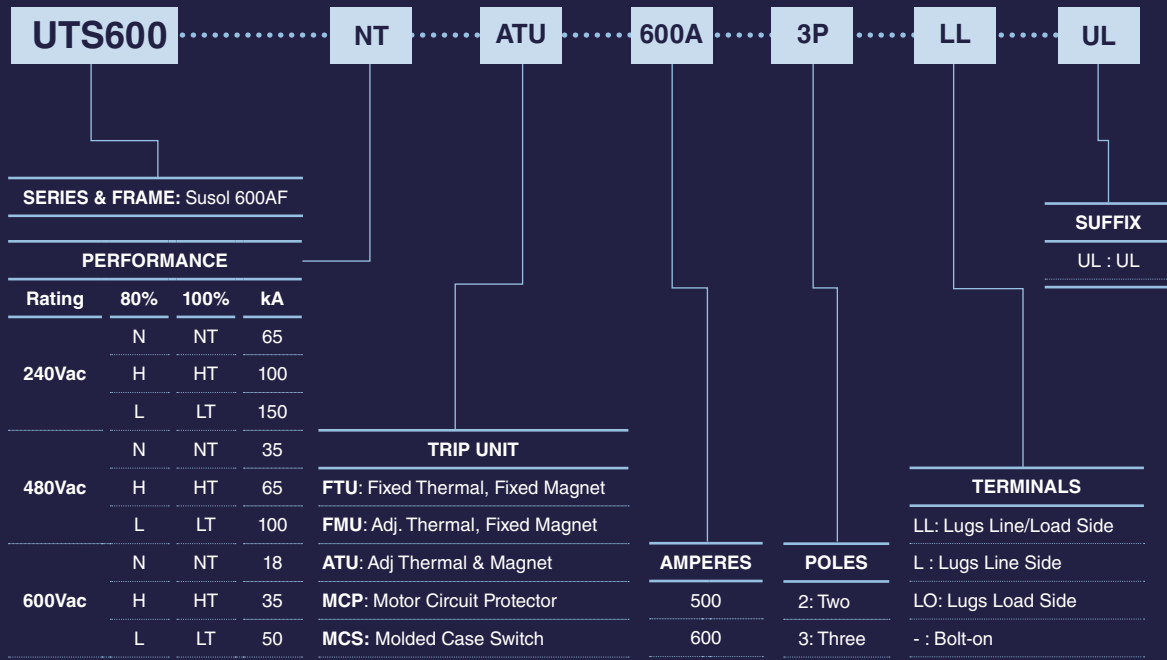 UTS600 NT ATU 600A 3P LL UL
SERIES & FRAME: Susol 600AF
PERFORMANCE
Rating 80% 100% kA
240Vac
N NT 65
H HT 100
L LT 150
480Vac
N NT 35
H HT 65
L LT 100
600Vac
N NT 18
H HT 35
L LT 50
TRIP UNIT
FTU: Fixed Thermal, Fixed Magnet
FMU: Adj. Thermal, Fixed Magnet
ATU: Adj Thermal & Magnet
MCP: Motor Circuit Protector
MCS: Molded Case Switch
AMPERES
500
600
POLES
2: Two
3: Three
TERMINALS
LL: Lugs Line/Load Side
L : Lugs Line Side
LO: Lugs Load Side
- : Bolt-on
SUFFIX
UL : UL